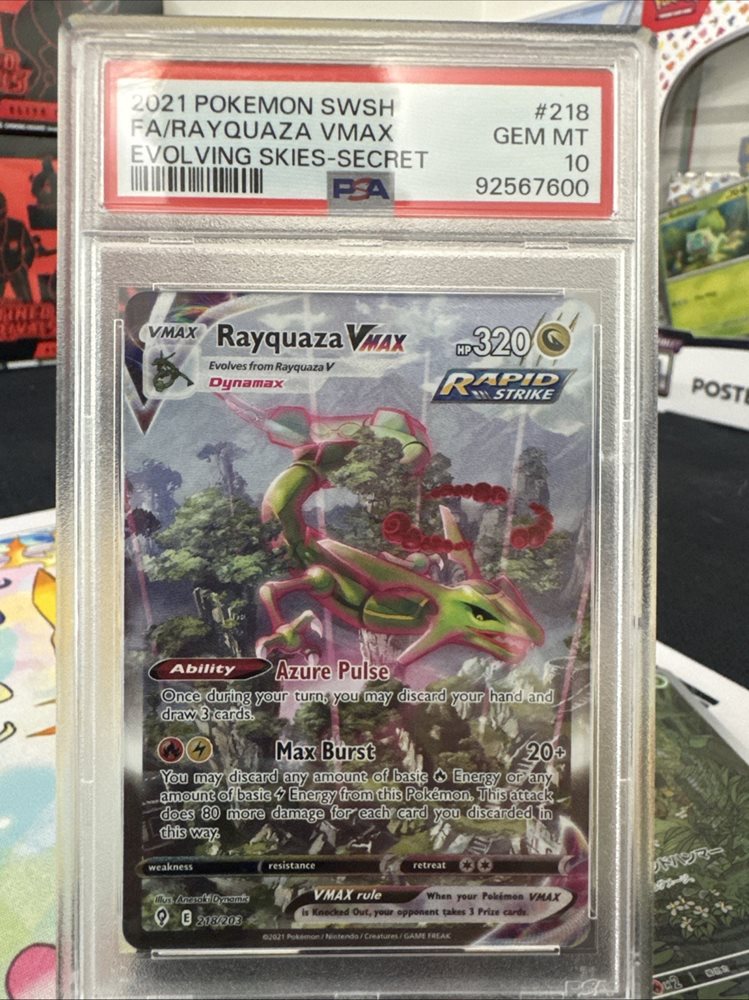 2021 POKEMON SWSH #218
FA/RAYQUAZA VMAX GEM MT
EVOLVING SKIES-SECRET 10
PSA 92567600
VMAX Rayquaza VMAX HP 320
Evolves from Rayquaza V
Dynamax
RAPID
STRIKE
POSTE
Ability Azure Pulse
Once during your turn, you may discard your hand and
draw 3 cards.
Max Burst 20+
You may discard any amount of basic Energy or any
amount of basic Energy from this Pokémon. This attack
does 80 more damage for each card you discarded in
this way.
weakness resistance retreat
Illus. Anesaki Dynamic
VMAX rule When your Pokémon VMAX
is Knocked Out, your opponent takes 3 Prize cards.
E 218/203
©2021 Pokémon / Nintendo / Creatures / GAME FREAK